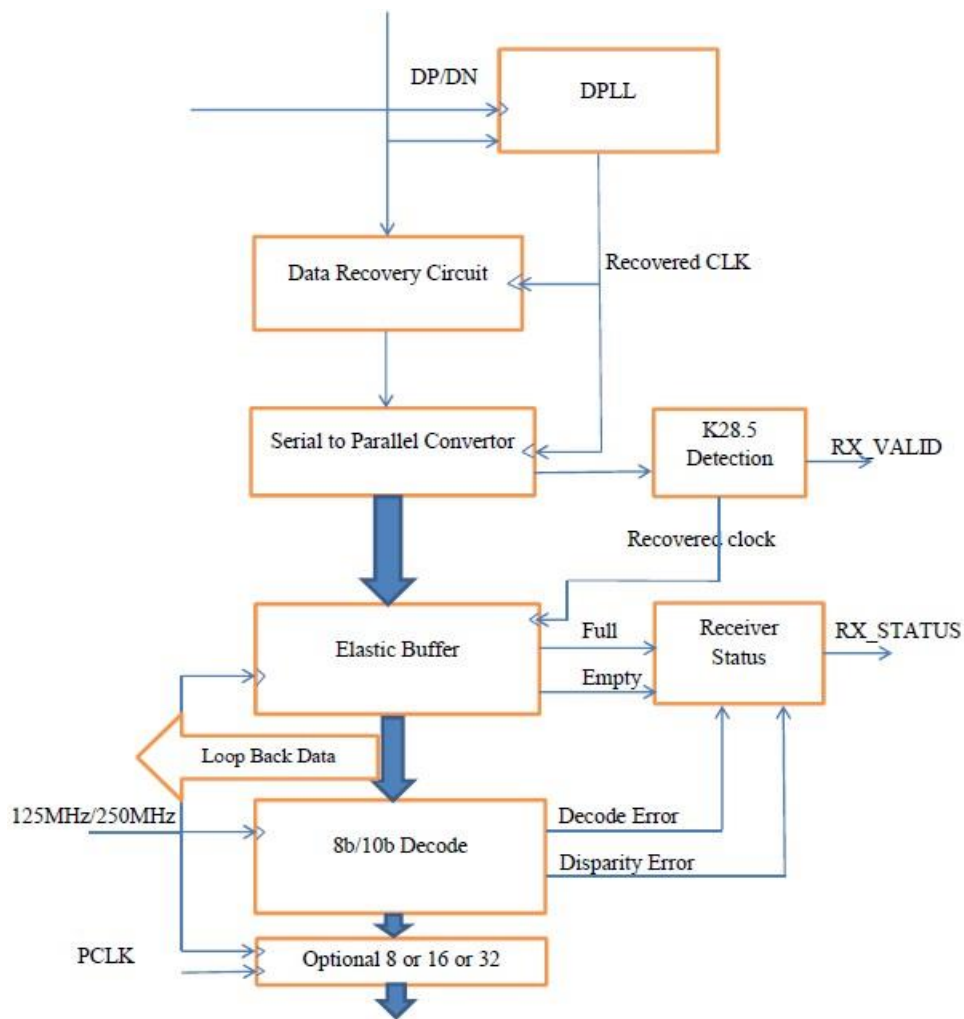 DP/DN
DPLL
Data Recovery Circuit
Recovered CLK
Serial to Parallel Convertor
K28.5
Detection
RX_VALID
Recovered clock
Elastic Buffer
Full
Empty
Receiver
Status
RX_STATUS
Loop Back Data
125MHz/250MHz
8b/10b Decode
Decode Error
Disparity Error
PCLK
Optional 8 or 16 or 32